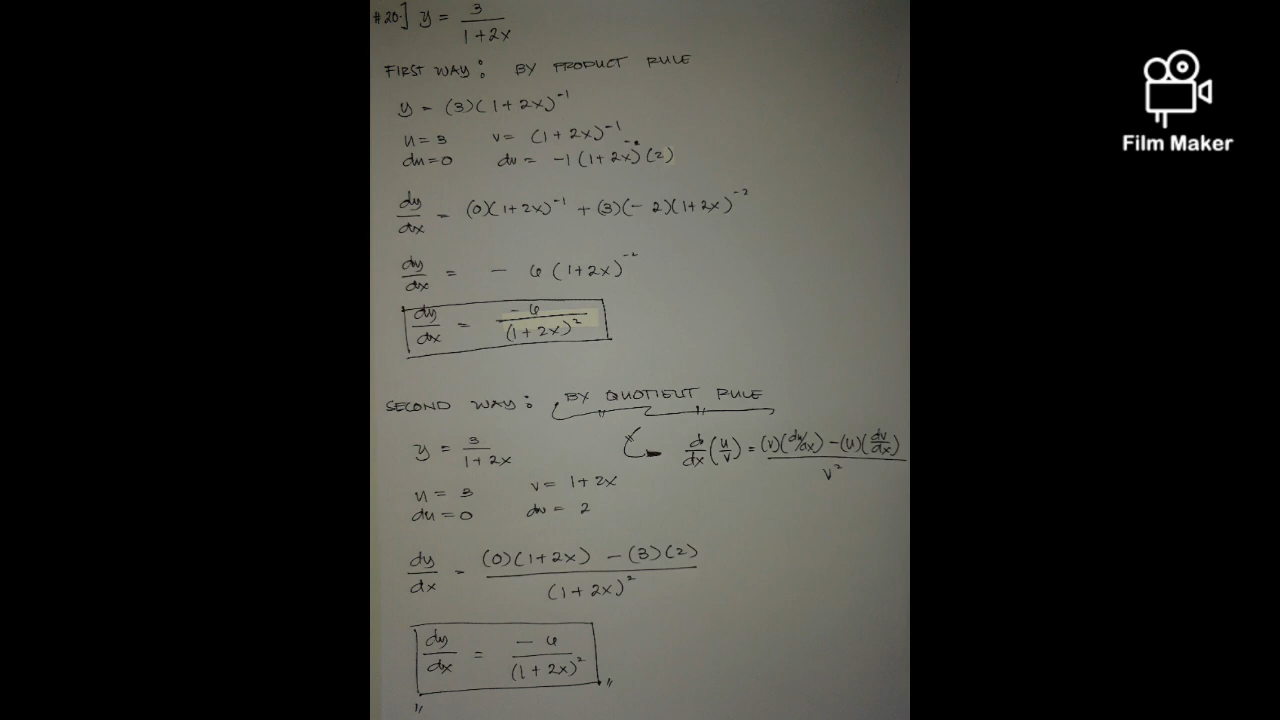 #20.] y = 3/(1+2x)
FIRST WAY: BY PRODUCT RULE
y = (3)(1+2x)^-1
u = 3 v = (1+2x)^-1
du = 0 dv = -1(1+2x)^- (2)
dy/dx = (0)(1+2x)^-1 + (3)(-2)(1+2x)^-2
dy/dx = - 6(1+2x)^-2
dy/dx = -6/(1+2x)^2
SECOND WAY: BY QUOTIENT RULE
y = 3/(1+2x)
d/dx (u/v) = ((v)(du/dx) - (u)(dv/dx))/v^2
u = 3 v = 1+2x
du = 0 dv = 2
dy/dx = ((0)(1+2x) - (3)(2))/(1+2x)^2
dy/dx = -6/(1+2x)^2
Film Maker